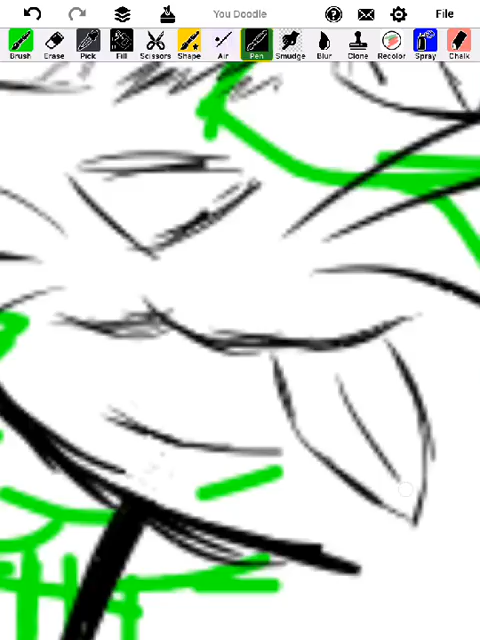 You Doodle
File
Brush Erase Pick Fill Scissors Shape Air Pen Smudge Blur Clone Recolor Spray Chalk